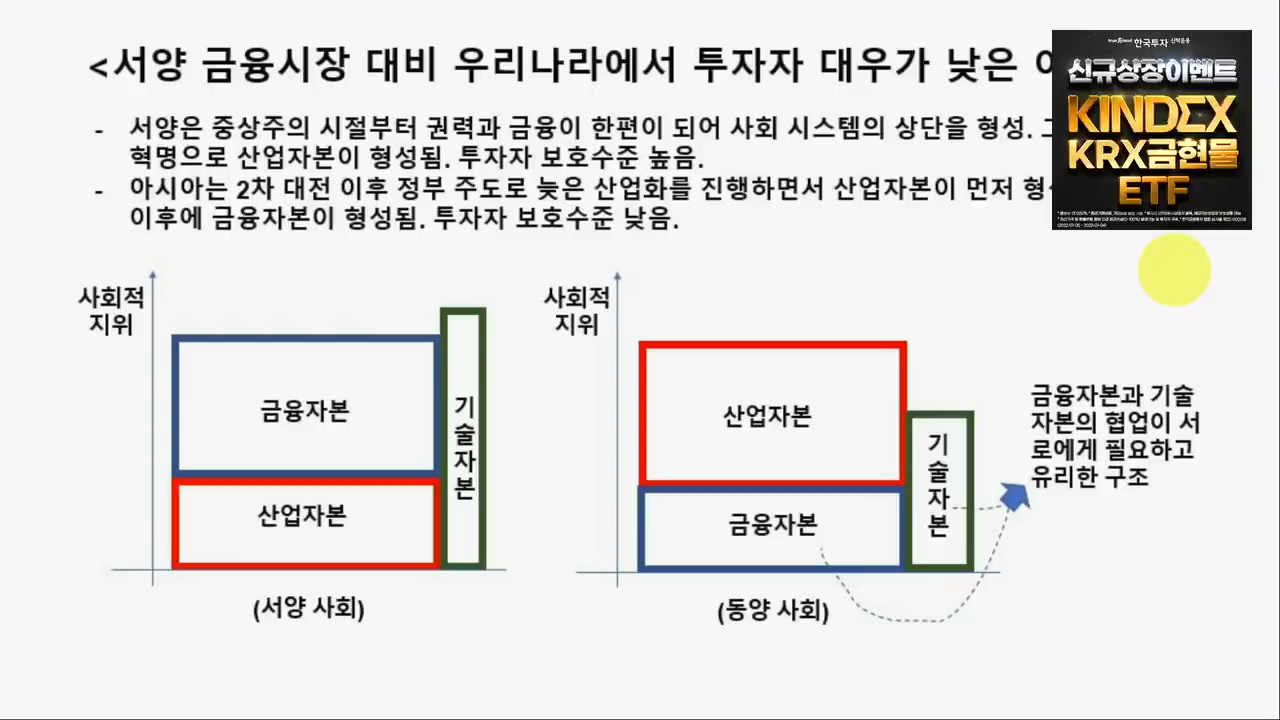 <서양 금융시장 대비 우리나라에서 투자자 대우가 낮은
- 서양은 중상주의 시절부터 권력과 금융이 한편이 되어 사회 시스템의 상단을 형성.
혁명으로 산업자본이 형성됨. 투자자 보호수준 높음.
- 아시아는 2차 대전 이후 정부 주도로 늦은 산업화를 진행하면서 산업자본이 먼저
이후에 금융자본이 형성됨. 투자자 보호수준 낮음.
한국투자 신탁운용
신규상장이벤트
KINDEX
KRX금현물
ETF
사회적
지위
금융자본
산업자본
기술자본
(서양 사회)
사회적
지위
산업자본
금융자본
기술자본
(동양 사회)
금융자본과 기술
자본의 협업이 서
로에게 필요하고
유리한 구조